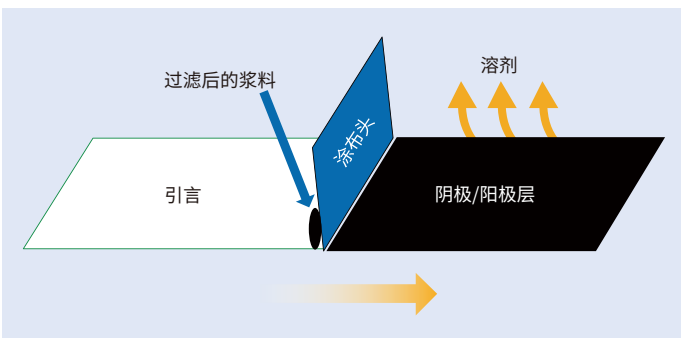 过滤后的浆料
溶剂
涂布头
引言
阴极/阳极层